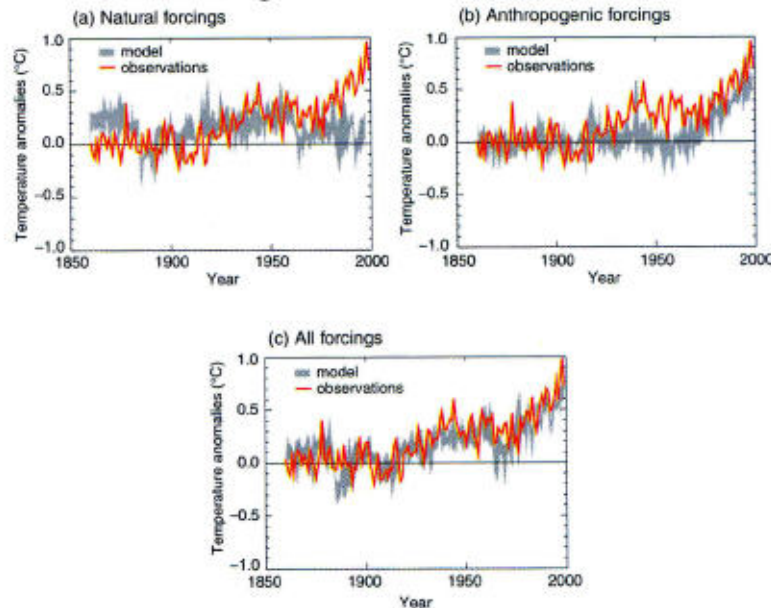 (a) Natural forcings
1.0
model
observations
0.5
0.0
−0.5
−1.0
Temperature anomalies (°C)
1850
1900
1950
2000
Year
(b) Anthropogenic forcings
1.0
model
observations
0.5
0.0
−0.5
−1.0
Temperature anomalies (°C)
1850
1900
1950
2000
Year
(c) All forcings
1.0
model
observations
0.5
0.0
−0.5
−1.0
Temperature anomalies (°C)
1850
1900
1950
2000
Year